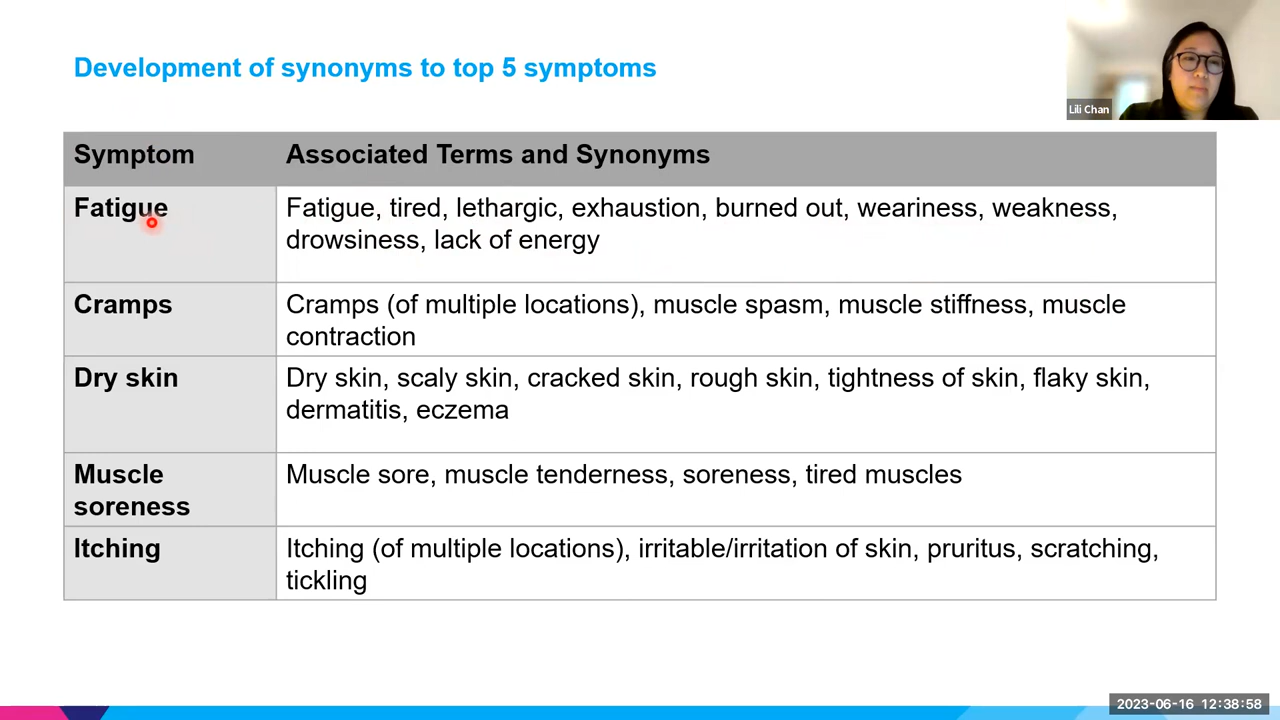 Development of synonyms to top 5 symptoms
Lili Chan
Symptom
Associated Terms and Synonyms
Fatigue
Fatigue, tired, lethargic, exhaustion, burned out, weariness, weakness,
drowsiness, lack of energy
Cramps
Cramps (of multiple locations), muscle spasm, muscle stiffness, muscle
contraction
Dry skin
Dry skin, scaly skin, cracked skin, rough skin, tightness of skin, flaky skin,
dermatitis, eczema
Muscle
soreness
Muscle sore, muscle tenderness, soreness, tired muscles
Itching
Itching (of multiple locations), irritable/irritation of skin, pruritus, scratching,
tickling
2023-06-16 12:38:58